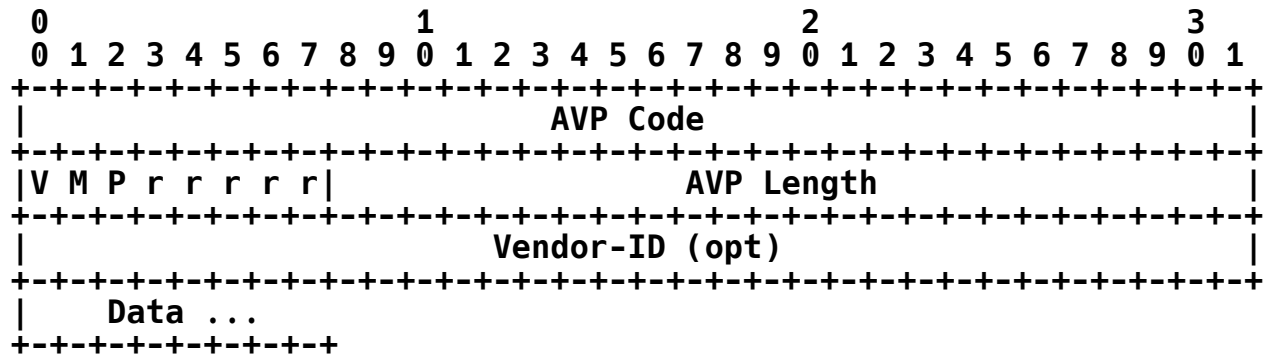 0                   1                   2                   3
 0 1 2 3 4 5 6 7 8 9 0 1 2 3 4 5 6 7 8 9 0 1 2 3 4 5 6 7 8 9 0 1
+-+-+-+-+-+-+-+-+-+-+-+-+-+-+-+-+-+-+-+-+-+-+-+-+-+-+-+-+-+-+-+-+
|                           AVP Code                            |
+-+-+-+-+-+-+-+-+-+-+-+-+-+-+-+-+-+-+-+-+-+-+-+-+-+-+-+-+-+-+-+-+
|V M P r r r r r|                  AVP Length                   |
+-+-+-+-+-+-+-+-+-+-+-+-+-+-+-+-+-+-+-+-+-+-+-+-+-+-+-+-+-+-+-+-+
|                        Vendor-ID (opt)                        |
+-+-+-+-+-+-+-+-+-+-+-+-+-+-+-+-+-+-+-+-+-+-+-+-+-+-+-+-+-+-+-+-+
|    Data ...
+-+-+-+-+-+-+-+-+